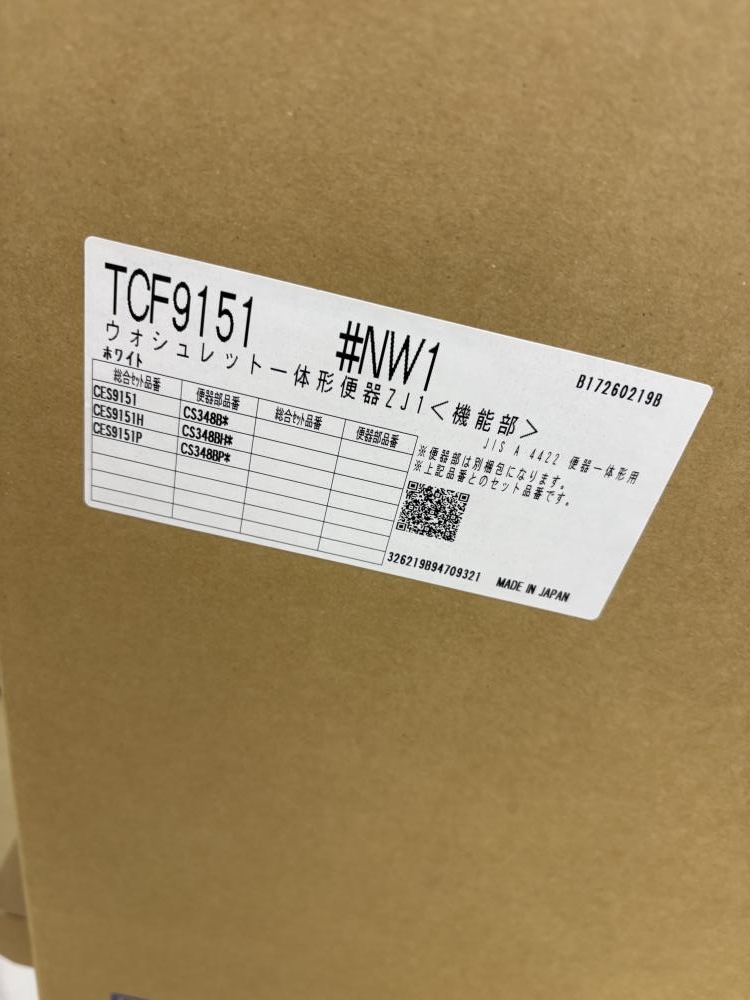 TCF9151 #NW1 B17260219B
ウォシュレット一体形便器ZJ1<機能部>
ホワイト
JIS A 4422 便器一体形用
総合セット品番 便器部品番 総合セット品番 便器部品番
CES9151 CS348B*
CES9151H CS348BH*
CES9151P CS348BP*
※便器部は別梱包になります。
※上記品番とのセット品番です。
326219B94709321 MADE IN JAPAN